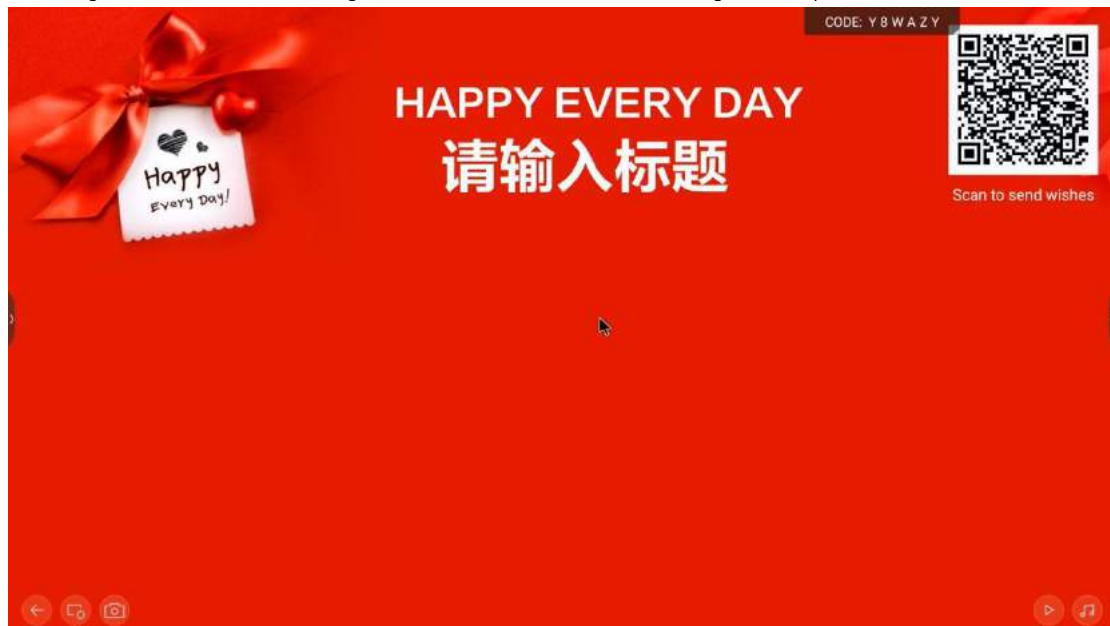 CODE: Y8WAZY
HAPPY EVERY DAY
请输入标题
Happy
Every Day!
Scan to send wishes